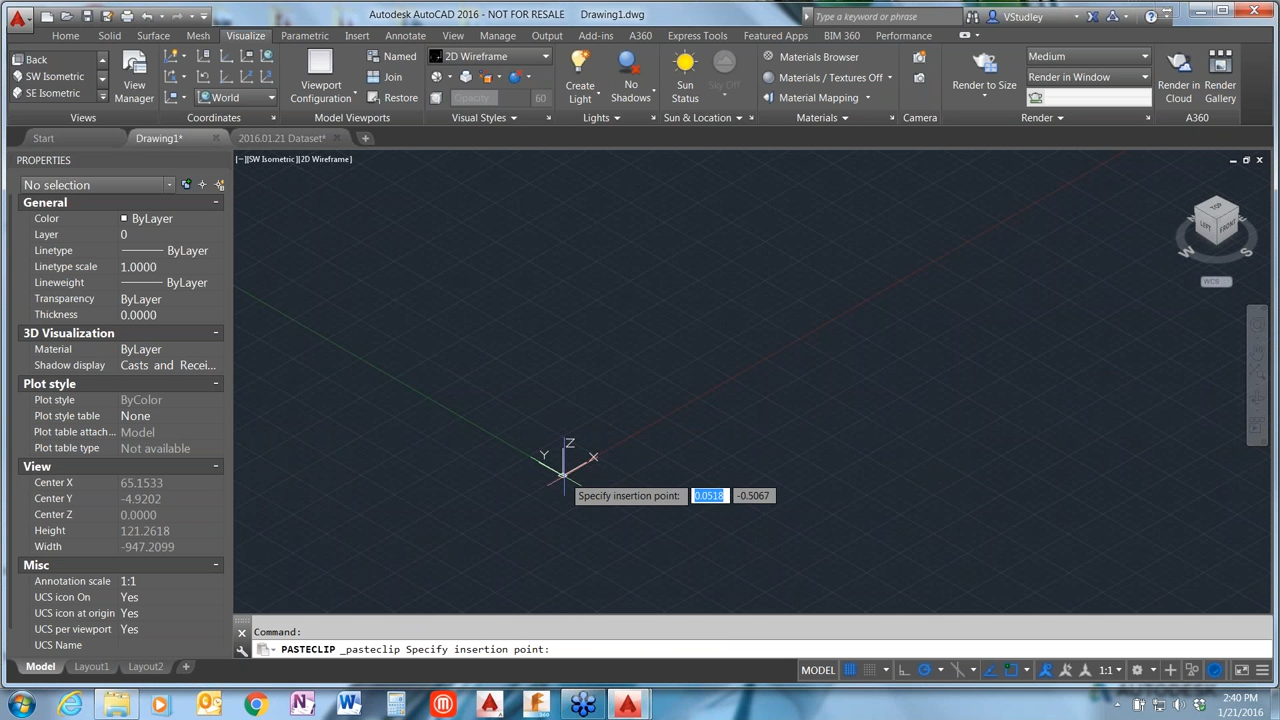 Autodesk AutoCAD 2016 - NOT FOR RESALE Drawing1.dwg
Type a keyword or phrase
VStudley
Home Solid Surface Mesh Visualize Parametric Insert Annotate View Manage Output Add-ins A360 Express Tools Featured Apps BIM 360 Performance
Back
SW Isometric
SE Isometric
View
Manager
Views
World
Coordinates
Viewport
Configuration
Named
Join
Restore
Model Viewports
2D Wireframe
Opacity 60
Visual Styles
Create
Light
No
Shadows
Lights
Sun
Status
Sky Off
Sun & Location
Materials Browser
Materials / Textures Off
Material Mapping
Materials
Camera
Render to Size
Medium
Render in Window
Render
Render in
Cloud
Render
Gallery
A360
Start Drawing1* 2016.01.21 Dataset*
PROPERTIES
No selection
General
Color ByLayer
Layer 0
Linetype ByLayer
Linetype scale 1.0000
Lineweight ByLayer
Transparency ByLayer
Thickness 0.0000
3D Visualization
Material ByLayer
Shadow display Casts and Recei...
Plot style
Plot style ByColor
Plot style table None
Plot table attach... Model
Plot table type Not available
View
Center X 65.1533
Center Y -4.9202
Center Z 0.0000
Height 121.2618
Width -947.2099
Misc
Annotation scale 1:1
UCS icon On Yes
UCS icon at origin Yes
UCS per viewport Yes
UCS Name
[−][SW Isometric][2D Wireframe]
TOP
LEFT FRONT
W S
WCS
Z
Y X
Specify insertion point: 0.0518 -0.5067
Command:
PASTECLIP _pasteclip Specify insertion point:
Model Layout1 Layout2
MODEL 1:1
2:40 PM
1/21/2016